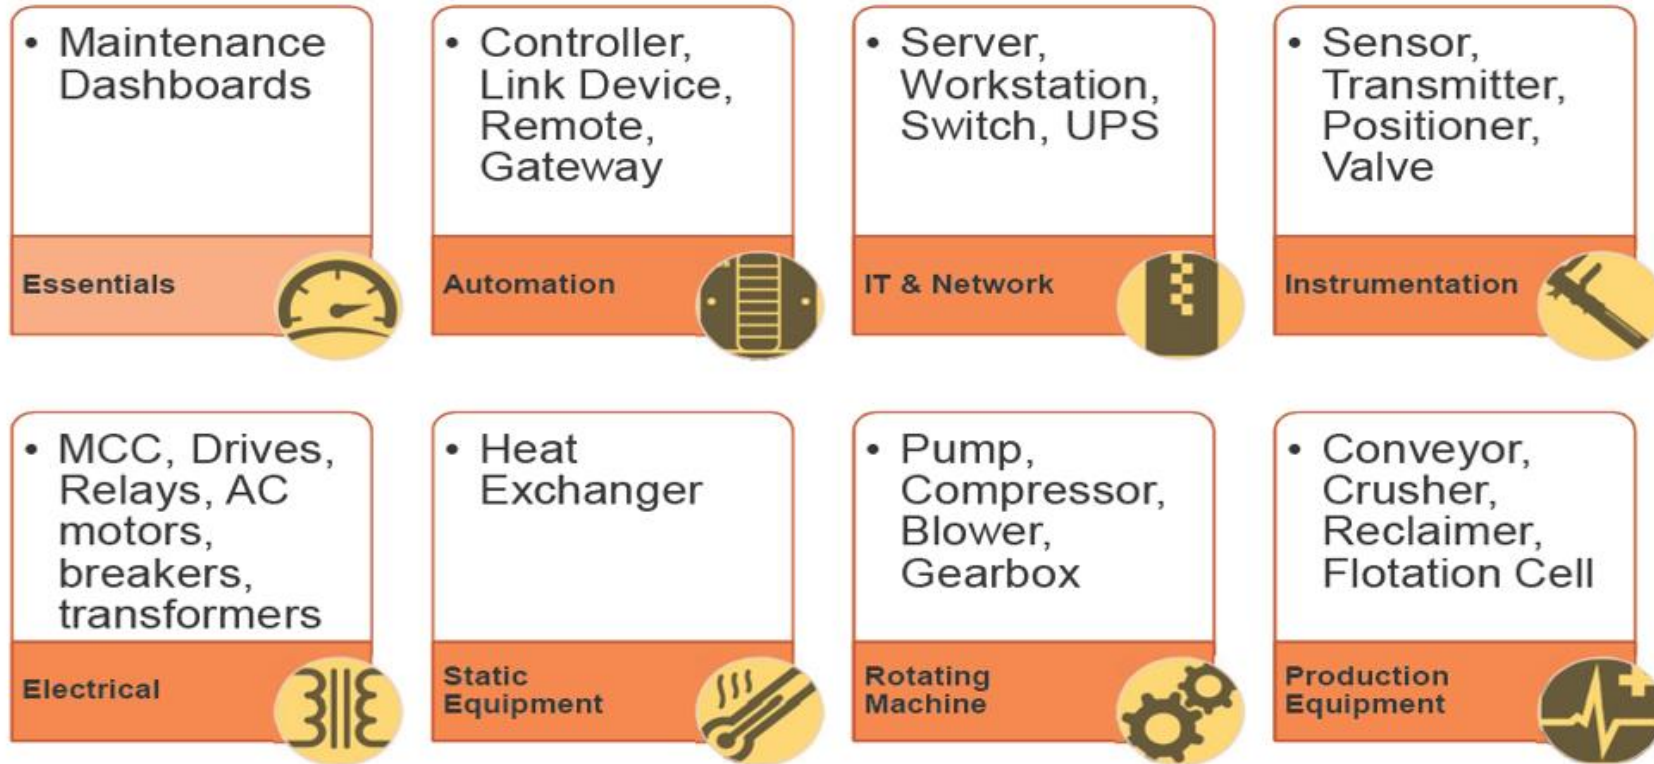 • Maintenance
Dashboards
Essentials
• Controller,
Link Device,
Remote,
Gateway
Automation
• Server,
Workstation,
Switch, UPS
IT & Network
• Sensor,
Transmitter,
Positioner,
Valve
Instrumentation
• MCC, Drives,
Relays, AC
motors,
breakers,
transformers
Electrical
• Heat
Exchanger
Static
Equipment
• Pump,
Compressor,
Blower,
Gearbox
Rotating
Machine
• Conveyor,
Crusher,
Reclaimer,
Flotation Cell
Production
Equipment